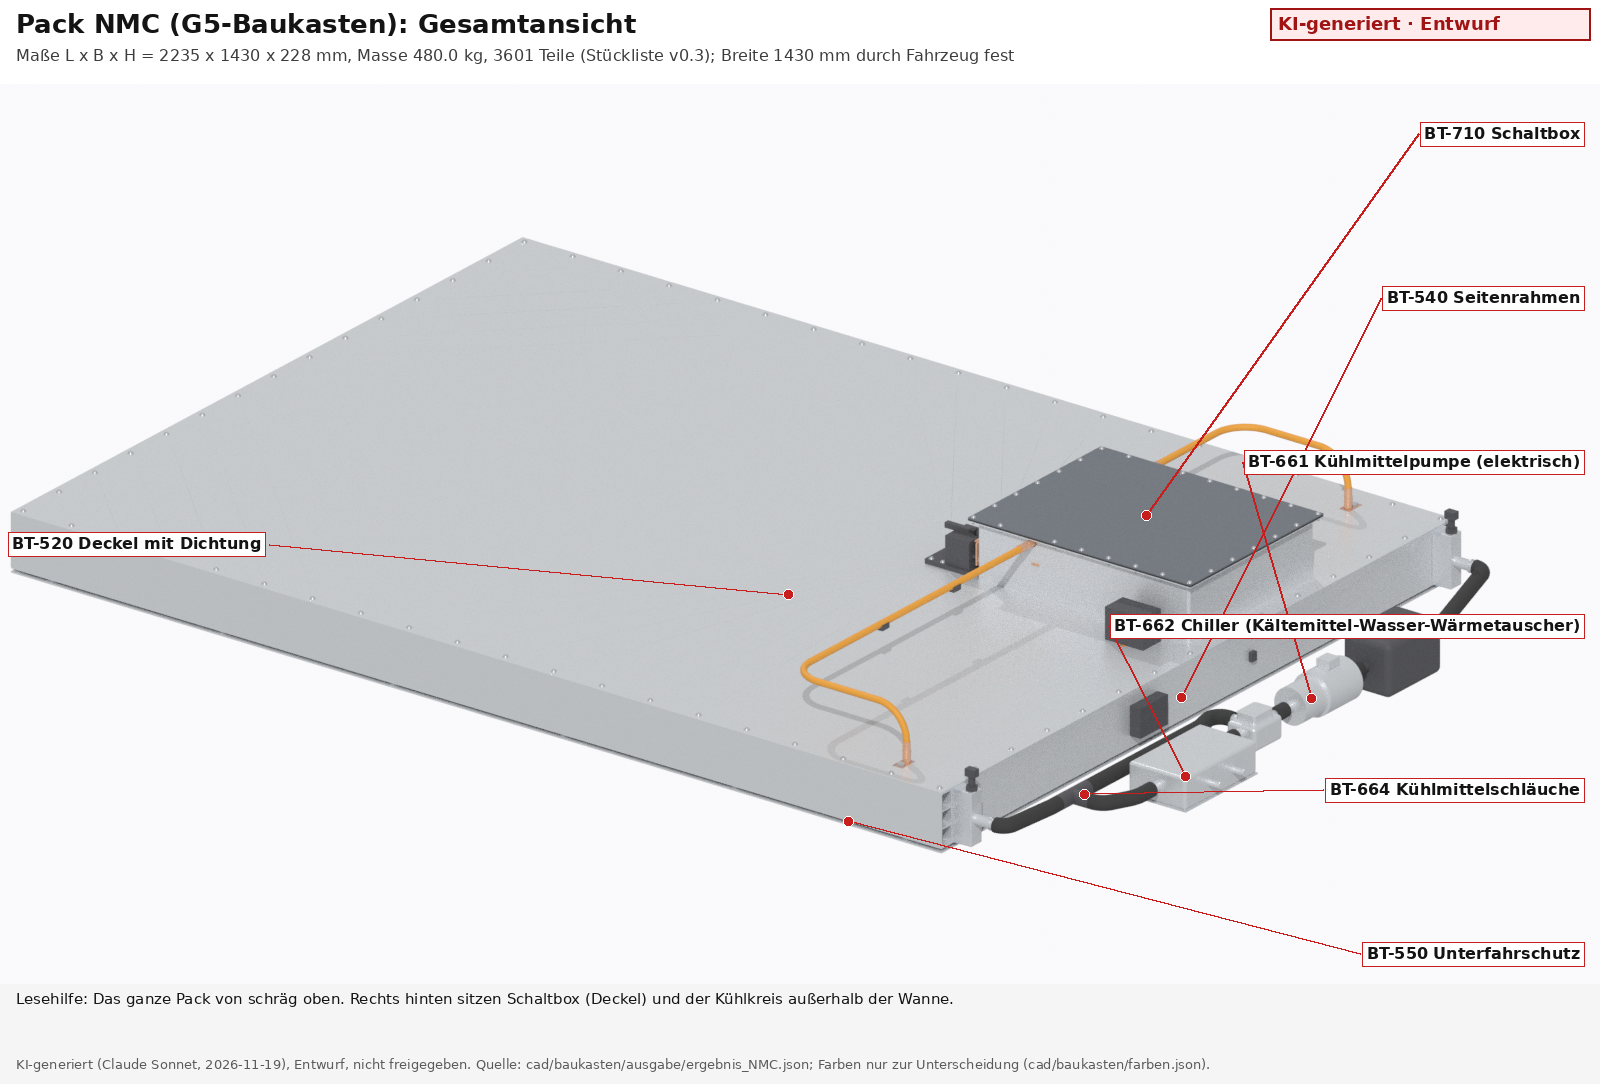 Pack NMC (G5-Baukasten): Gesamtansicht
KI-generiert · Entwurf
Maße L x B x H = 2235 x 1430 x 228 mm, Masse 480.0 kg, 3601 Teile (Stückliste v0.3); Breite 1430 mm durch Fahrzeug fest
BT-710 Schaltbox
BT-540 Seitenrahmen
BT-661 Kühlmittelpumpe (elektrisch)
BT-520 Deckel mit Dichtung
BT-662 Chiller (Kältemittel-Wasser-Wärmetauscher)
BT-664 Kühlmittelschläuche
BT-550 Unterfahrschutz
Lesehilfe: Das ganze Pack von schräg oben. Rechts hinten sitzen Schaltbox (Deckel) und der Kühlkreis außerhalb der Wanne.
KI-generiert (Claude Sonnet, 2026-11-19), Entwurf, nicht freigegeben. Quelle: cad/baukasten/ausgabe/ergebnis_NMC.json; Farben nur zur Unterscheidung (cad/baukasten/farben.json).